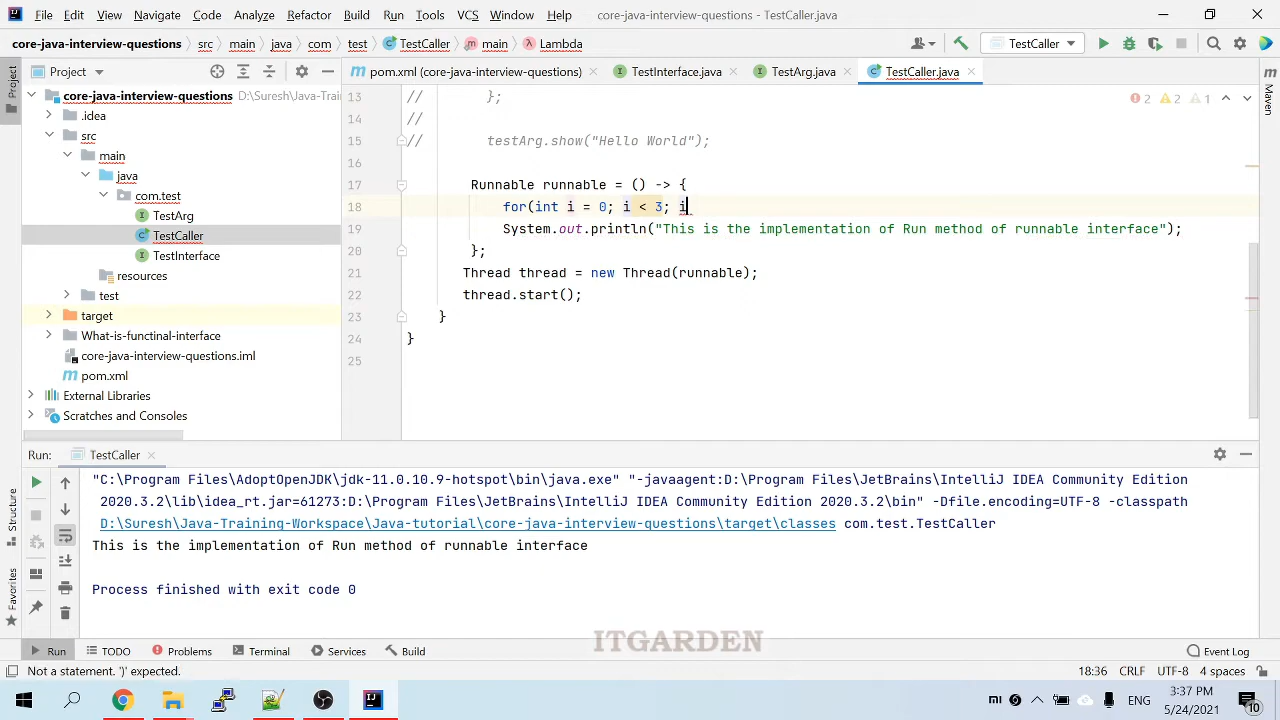 File Edit View Navigate Code Analyze Refactor Build Run Tools VCS Window Help core-java-interview-questions - TestCaller.java
core-java-interview-questions src main java com test TestCaller main Lambda TestCaller
Project
pom.xml (core-java-interview-questions) TestInterface.java TestArg.java TestCaller.java
Project
Maven
core-java-interview-questions D:\Suresh\Java-Trai
.idea
src
main
java
com.test
TestArg
TestCaller
TestInterface
resources
test
target
What-is-functinal-interface
core-java-interview-questions.iml
pom.xml
External Libraries
Scratches and Consoles
2 2 1
13 // };
14 //
15 // testArg.show("Hello World");
16
17 Runnable runnable = () -> {
18 for(int i = 0; i < 3; i
19 System.out.println("This is the implementation of Run method of runnable interface");
20 };
21 Thread thread = new Thread(runnable);
22 thread.start();
23 }
24 }
25
Run: TestCaller
Structure
Favorites
"C:\Program Files\AdoptOpenJDK\jdk-11.0.10.9-hotspot\bin\java.exe" "-javaagent:D:\Program Files\JetBrains\IntelliJ IDEA Community Edition
2020.3.2\lib\idea_rt.jar=61273:D:\Program Files\JetBrains\IntelliJ IDEA Community Edition 2020.3.2\bin" -Dfile.encoding=UTF-8 -classpath
D:\Suresh\Java-Training-Workspace\Java-tutorial\core-java-interview-questions\target\classes com.test.TestCaller
This is the implementation of Run method of runnable interface
Process finished with exit code 0
ITGARDEN
Run TODO Problems Terminal Services Build Event Log
Not a statement. ')' expected. 18:36 CRLF UTF-8 4 spaces
ENG
3:37 PM
5/24/2021
10